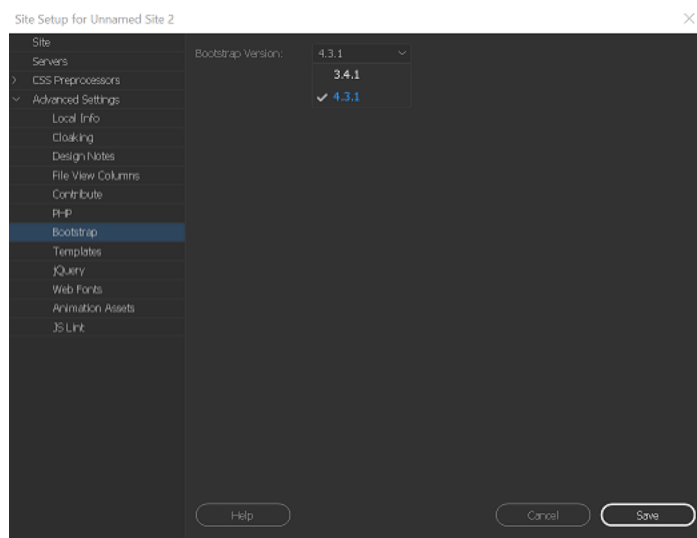 Site Setup for Unnamed Site 2
Site
Servers
CSS Preprocessors
Advanced Settings
Local Info
Cloaking
Design Notes
File View Columns
Contribute
PHP
Bootstrap
Templates
jQuery
Web Fonts
Animation Assets
JS Lint
Bootstrap Version:
4.3.1
3.4.1
4.3.1
Help
Cancel
Save